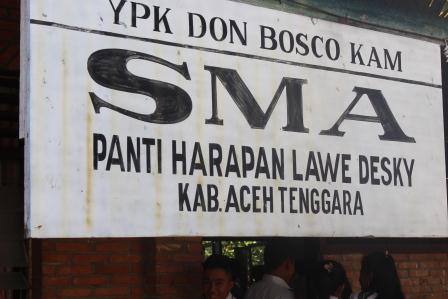 YPK DON BOSCO KAM
SMA
PANTI HARAPAN LAWE DESKY
KAB. ACEH TENGGARA